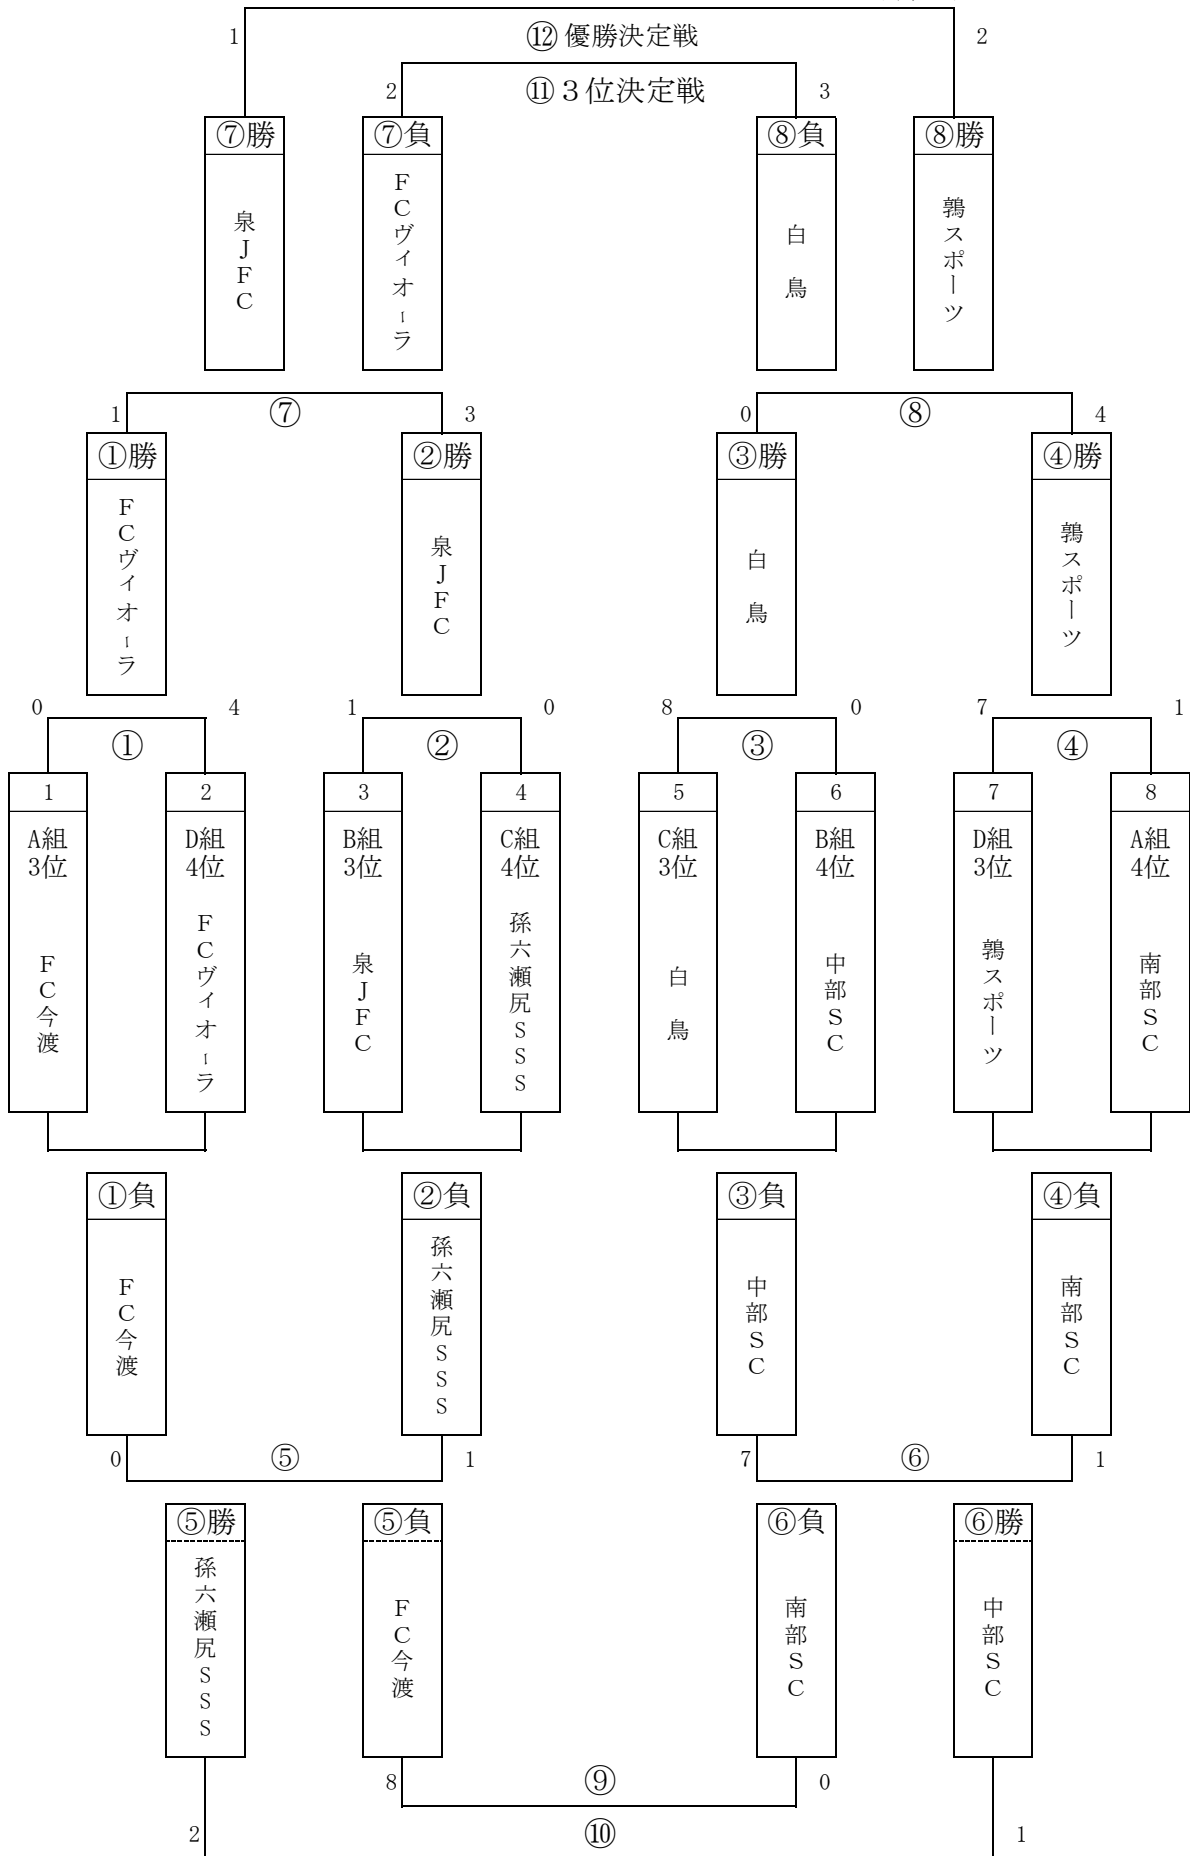 1 ⑫優勝決定戦 2
2 ⑪３位決定戦 3
⑦勝 ⑦負 ⑧負 ⑧勝
泉JFC
FCヴィオーラ
白鳥
鶉スポーツ
1 ⑦ 3 0 ⑧ 4
①勝 ②勝 ③勝 ④勝
FCヴィオーラ
泉JFC
白鳥
鶉スポーツ
0 4 1 0 8 0 7 1
① ② ③ ④
1 2 3 4 5 6 7 8
A組 D組 B組 C組 C組 B組 D組 A組
3位 4位 3位 4位 3位 4位 3位 4位
FC今渡
FCヴィオーラ
泉JFC
孫六瀬尻SSS
白鳥
中部SC
鶉スポーツ
南部SC
①負 ②負 ③負 ④負
FC今渡
孫六瀬尻SSS
中部SC
南部SC
0 ⑤ 1 7 ⑥ 1
⑤勝 ⑤負 ⑥負 ⑥勝
孫六瀬尻SSS
FC今渡
南部SC
中部SC
8 ⑨ 0
2 ⑩ 1